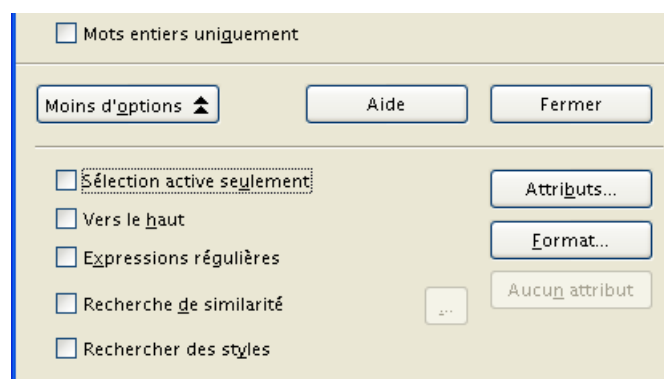 Mots entiers uniquement
Moins d'options
Aide
Fermer
Sélection active seulement
Attributs...
Vers le haut
Format...
Expressions régulières
Aucun attribut
Recherche de similarité
...
Rechercher des styles